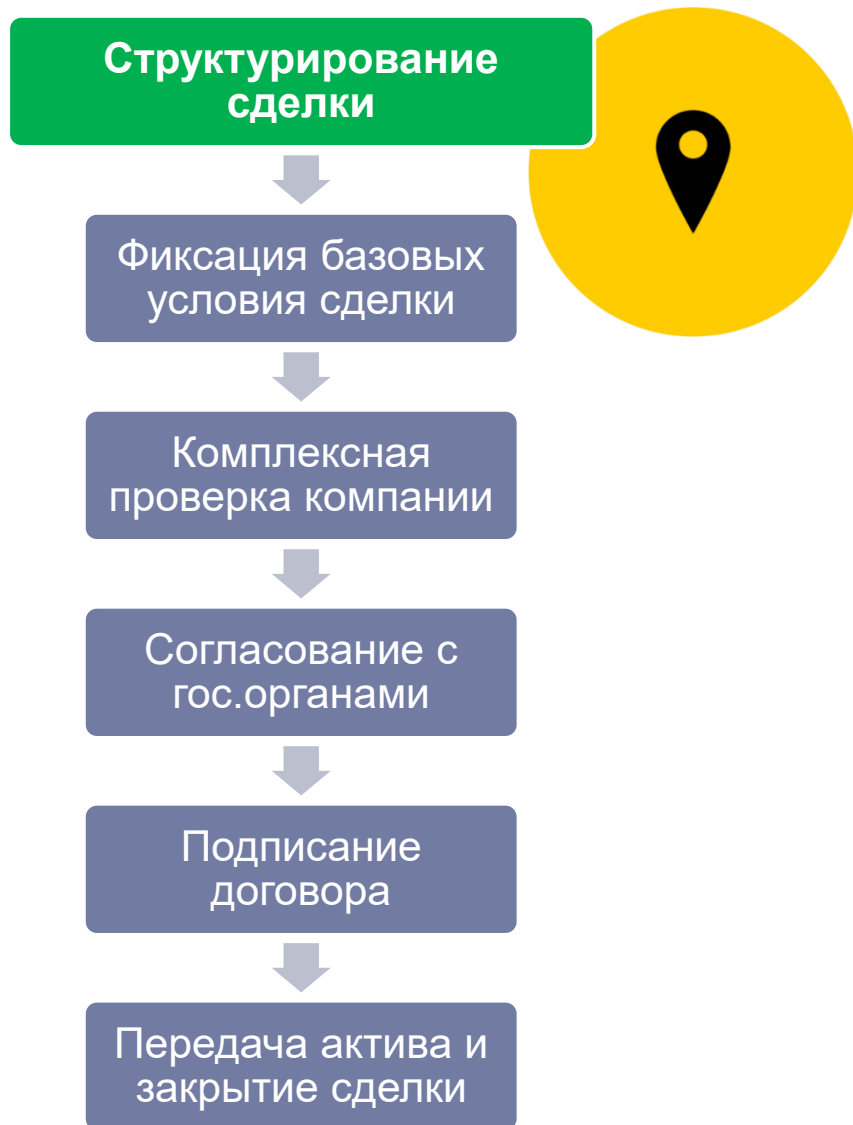 Структурирование
сделки
Фиксация базовых
условия сделки
Комплексная
проверка компании
Согласование с
гос.органами
Подписание
договора
Передача актива и
закрытие сделки